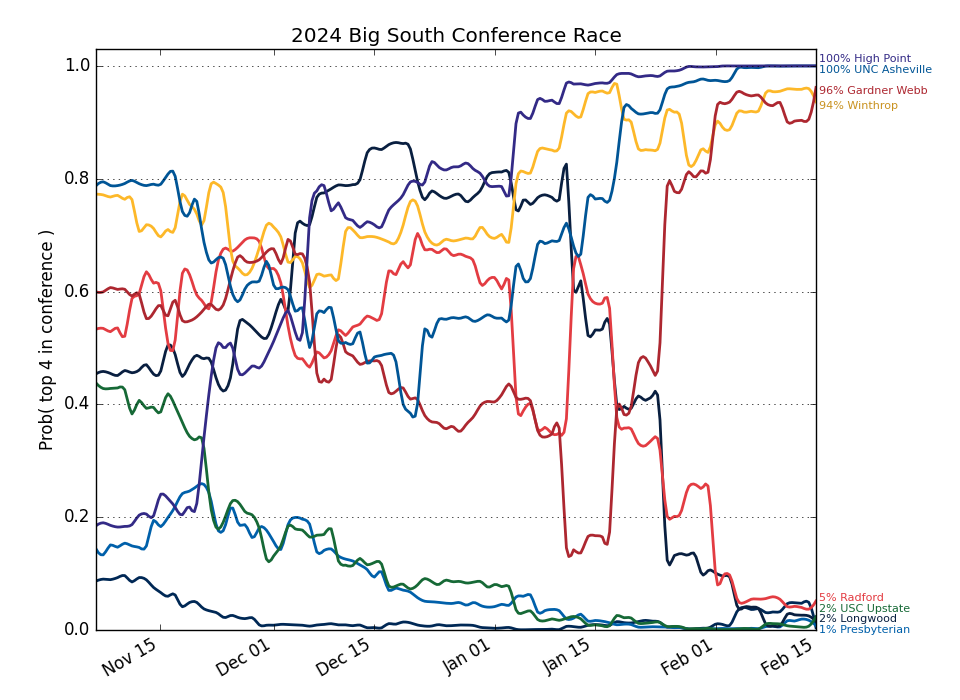 2024 Big South Conference Race
Prob( top 4 in conference )
1.0
0.8
0.6
0.4
0.2
0.0
Nov 15
Dec 01
Dec 15
Jan 01
Jan 15
Feb 01
Feb 15
100% High Point
100% UNC Asheville
96% Gardner Webb
94% Winthrop
5% Radford
2% USC Upstate
2% Longwood
1% Presbyterian